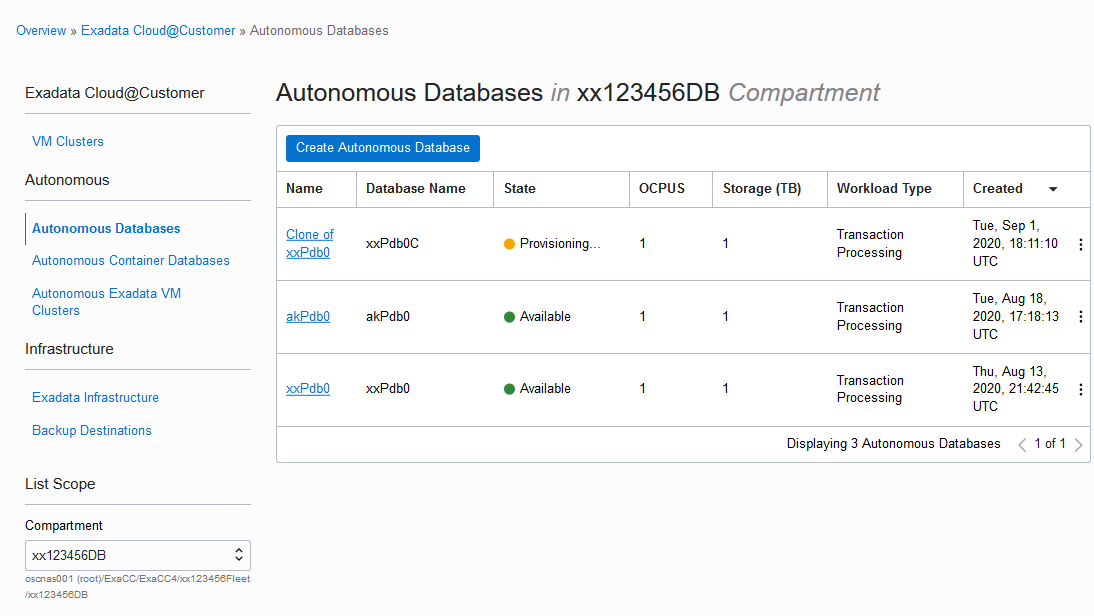 Overview » Exadata Cloud@Customer » Autonomous Databases
Exadata Cloud@Customer
VM Clusters
Autonomous
Autonomous Databases
Autonomous Container Databases
Autonomous Exadata VM
Clusters
Infrastructure
Exadata Infrastructure
Backup Destinations
List Scope
Compartment
xx123456DB
oscnas001 (root)/ExaCC/ExaCC4/xx123456Fleet
/xx123456DB
Autonomous Databases in xx123456DB Compartment
Create Autonomous Database
Name Database Name State OCPUS Storage (TB) Workload Type Created
Clone of
xxPdb0
xxPdb0C
Provisioning...
1
1
Transaction
Processing
Tue, Sep 1,
2020, 18:11:10
UTC
akPdb0
akPdb0
Available
1
1
Transaction
Processing
Tue, Aug 18,
2020, 17:18:13
UTC
xxPdb0
xxPdb0
Available
1
1
Transaction
Processing
Thu, Aug 13,
2020, 21:42:45
UTC
Displaying 3 Autonomous Databases 1 of 1